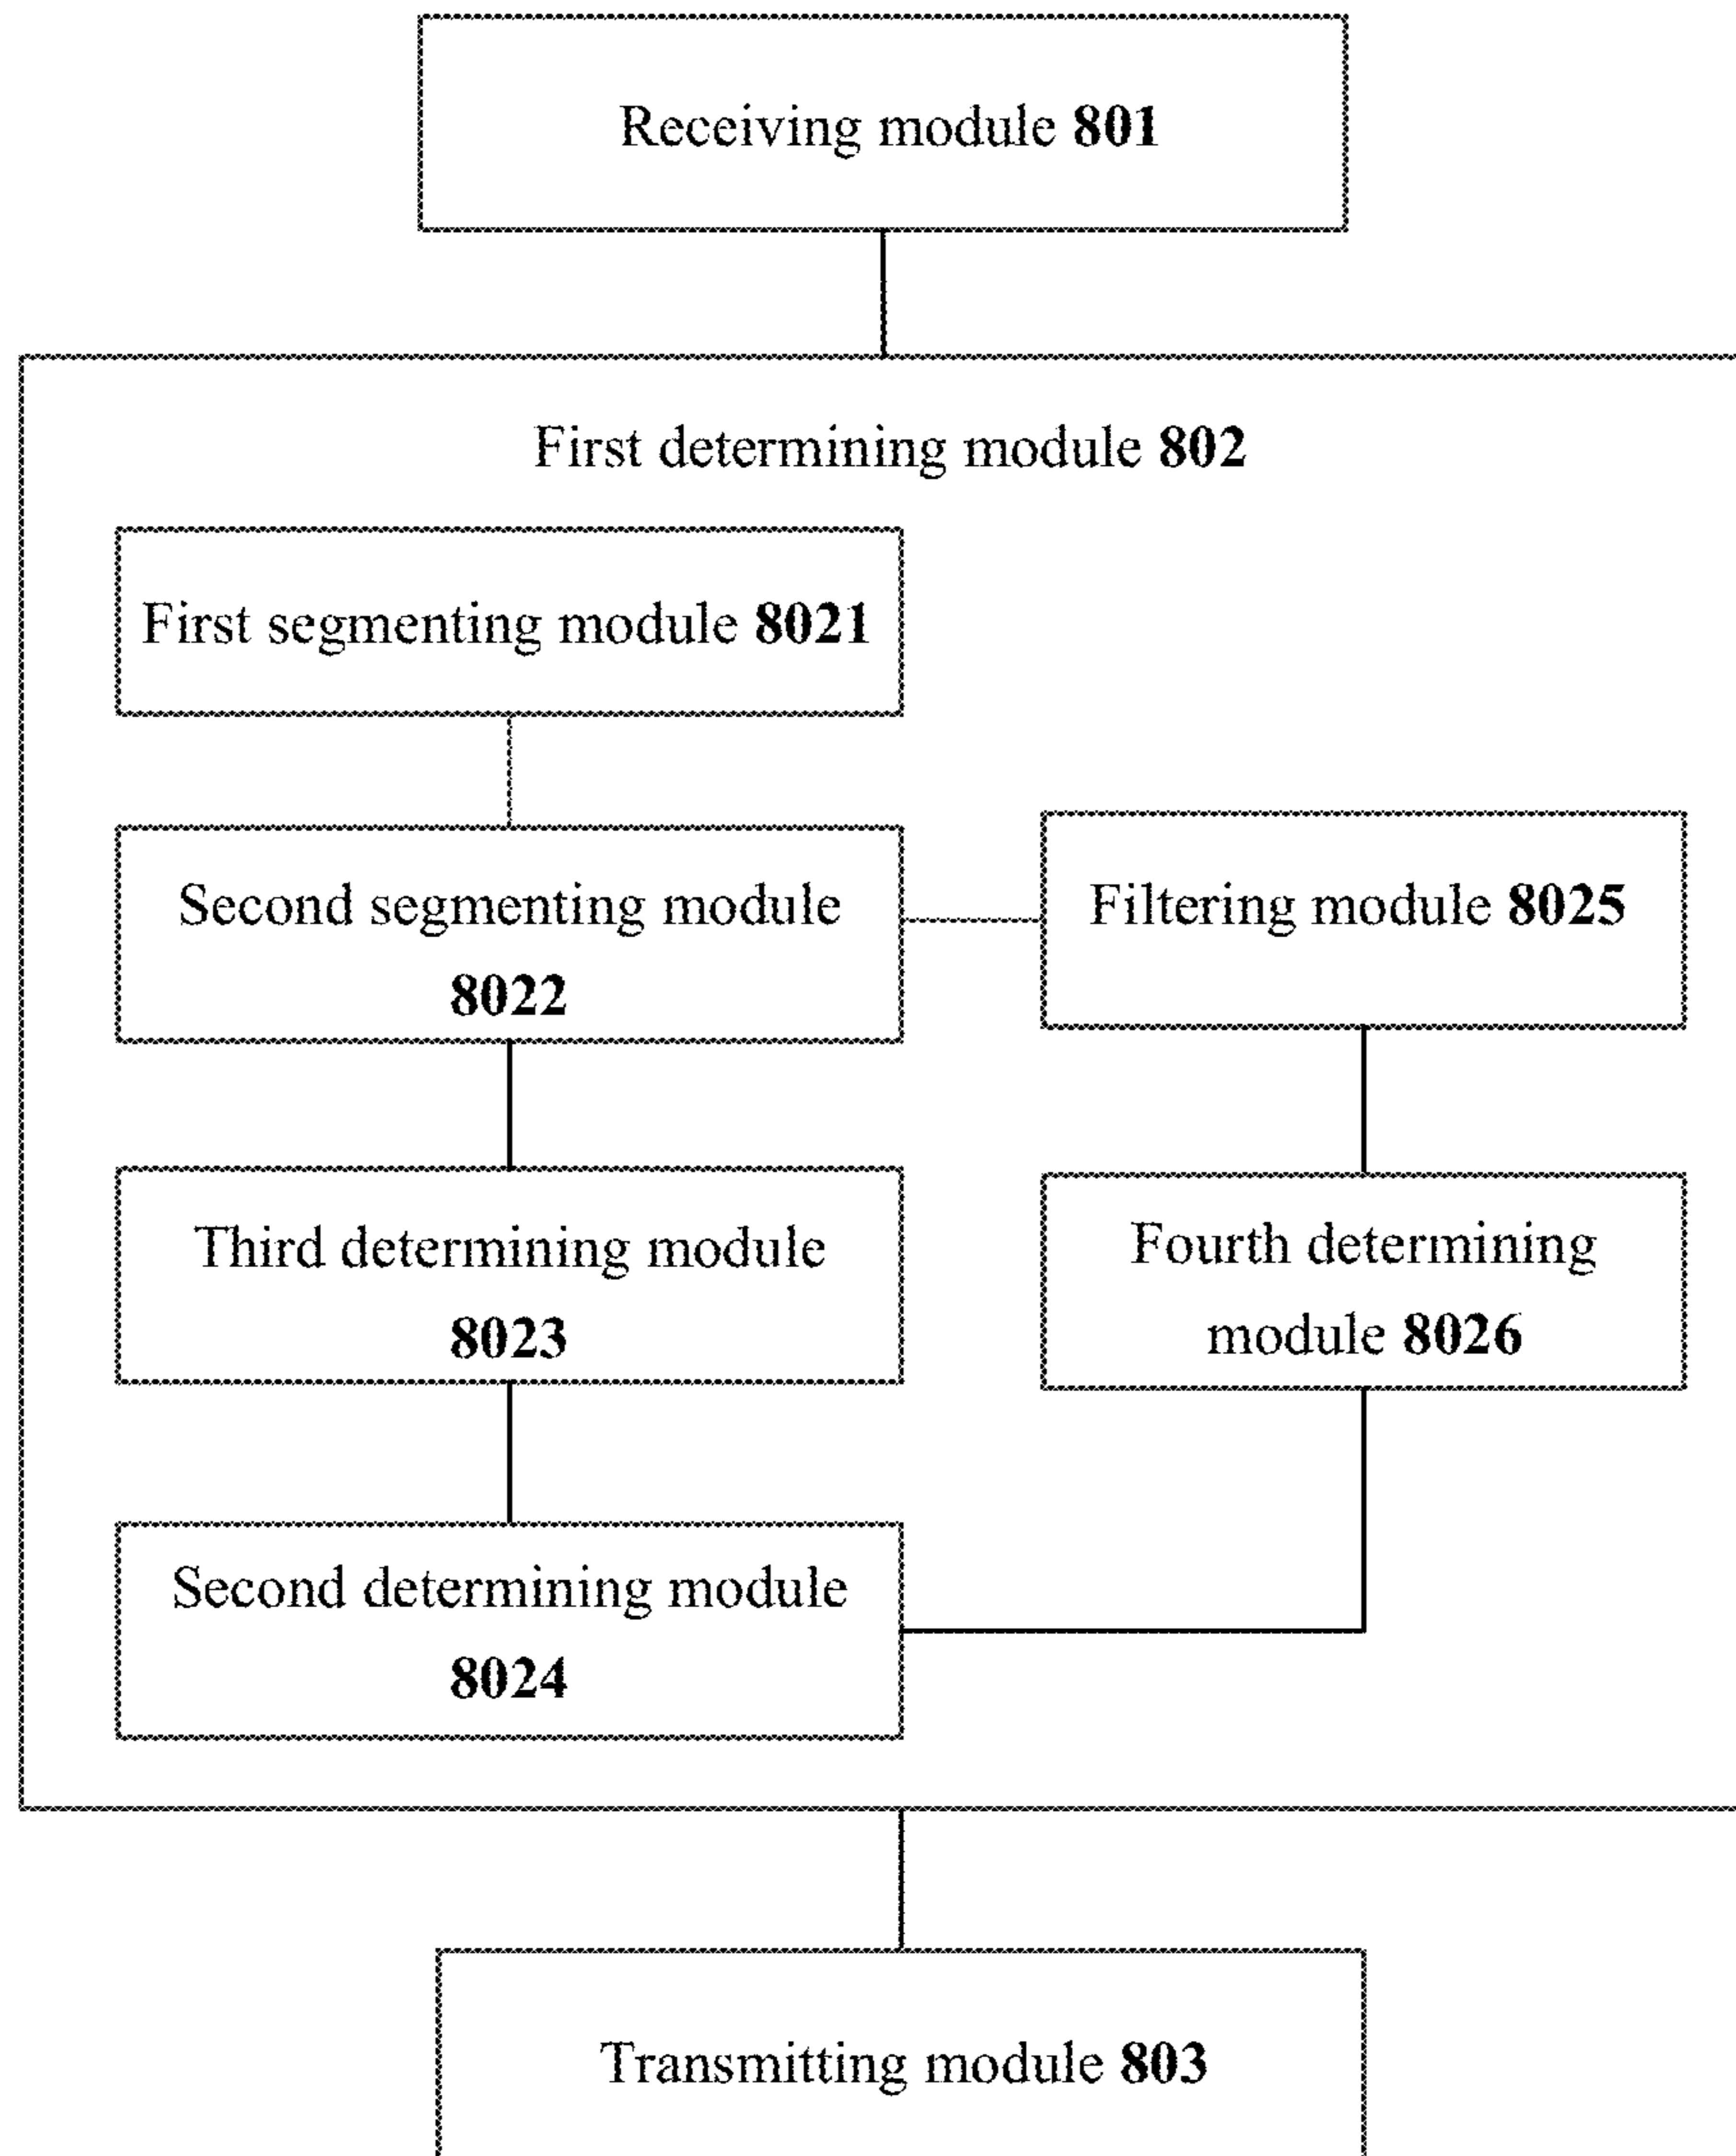 Receiving module 801
First determining module 802
First segmenting module 8021
Second segmenting module
8022
Filtering module 8025
Third determining module
8023
Fourth determining
module 8026
Second determining module
8024
Transmitting module 803